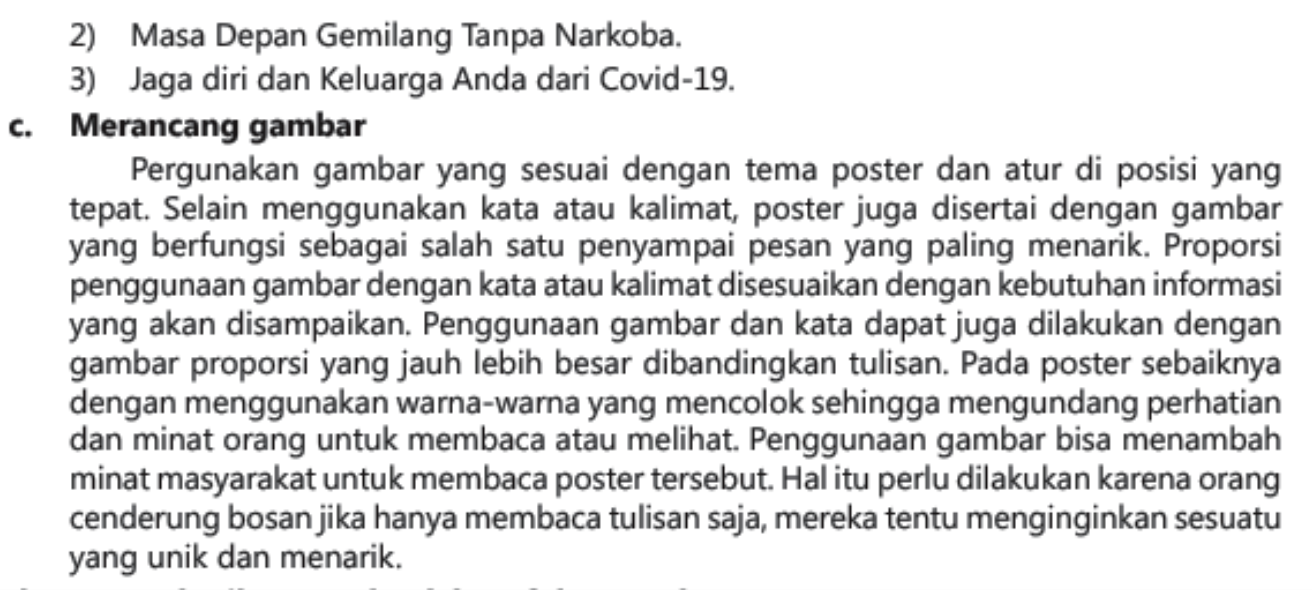 2) Masa Depan Gemilang Tanpa Narkoba.
3) Jaga diri dan Keluarga Anda dari Covid-19.
c. Merancang gambar
Pergunakan gambar yang sesuai dengan tema poster dan atur di posisi yang
tepat. Selain menggunakan kata atau kalimat, poster juga disertai dengan gambar
yang berfungsi sebagai salah satu penyampai pesan yang paling menarik. Proporsi
penggunaan gambar dengan kata atau kalimat disesuaikan dengan kebutuhan informasi
yang akan disampaikan. Penggunaan gambar dan kata dapat juga dilakukan dengan
gambar proporsi yang jauh lebih besar dibandingkan tulisan. Pada poster sebaiknya
dengan menggunakan warna-warna yang mencolok sehingga mengundang perhatian
dan minat orang untuk membaca atau melihat. Penggunaan gambar bisa menambah
minat masyarakat untuk membaca poster tersebut. Hal itu perlu dilakukan karena orang
cenderung bosan jika hanya membaca tulisan saja, mereka tentu menginginkan sesuatu
yang unik dan menarik.